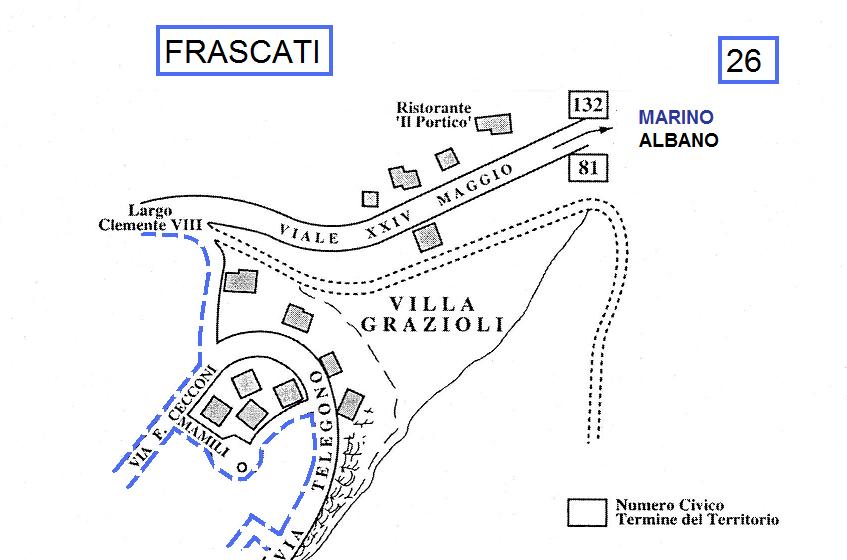 FRASCATI
26
132
Ristorante
'Il Portico'
MARINO
ALBANO
81
VIALE XXIV MAGGIO
Largo
Clemente VIII
VILLA
GRAZIOLI
VIA F. CECCONI
MAMILI
VIA TELEGONO
Numero Civico
Termine del Territorio